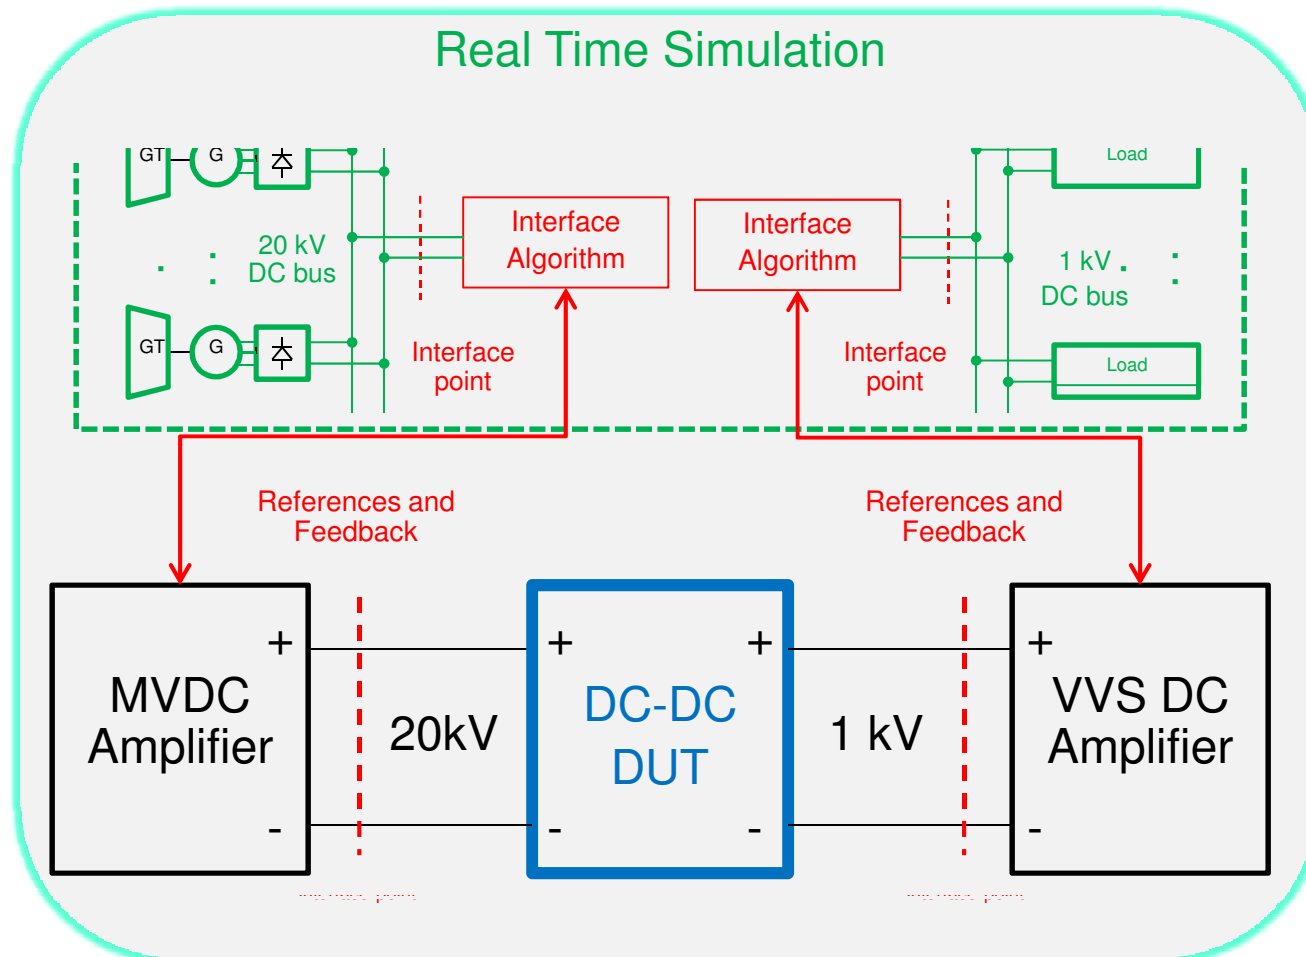 Real Time Simulation
GT
G
Load
Interface
Algorithm
Interface
Algorithm
20 kV
DC bus
1 kV
DC bus
GT
G
Interface
point
Interface
point
Load
References and
Feedback
References and
Feedback
+
+
+
+
MVDC
Amplifier
20kV
DC-DC
DUT
1 kV
VVS DC
Amplifier
-
-
-
-